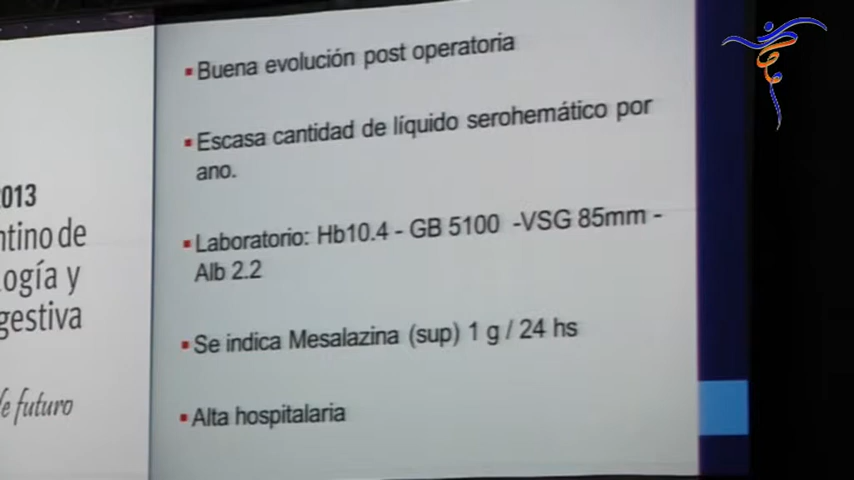 2013
ntino de
ogía y
gestiva
de futuro
Buena evolución post operatoria
Escasa cantidad de líquido serohemático por
ano.
Laboratorio: Hb10.4 - GB 5100 -VSG 85mm -
Alb 2.2
Se indica Mesalazina (sup) 1 g / 24 hs
Alta hospitalaria